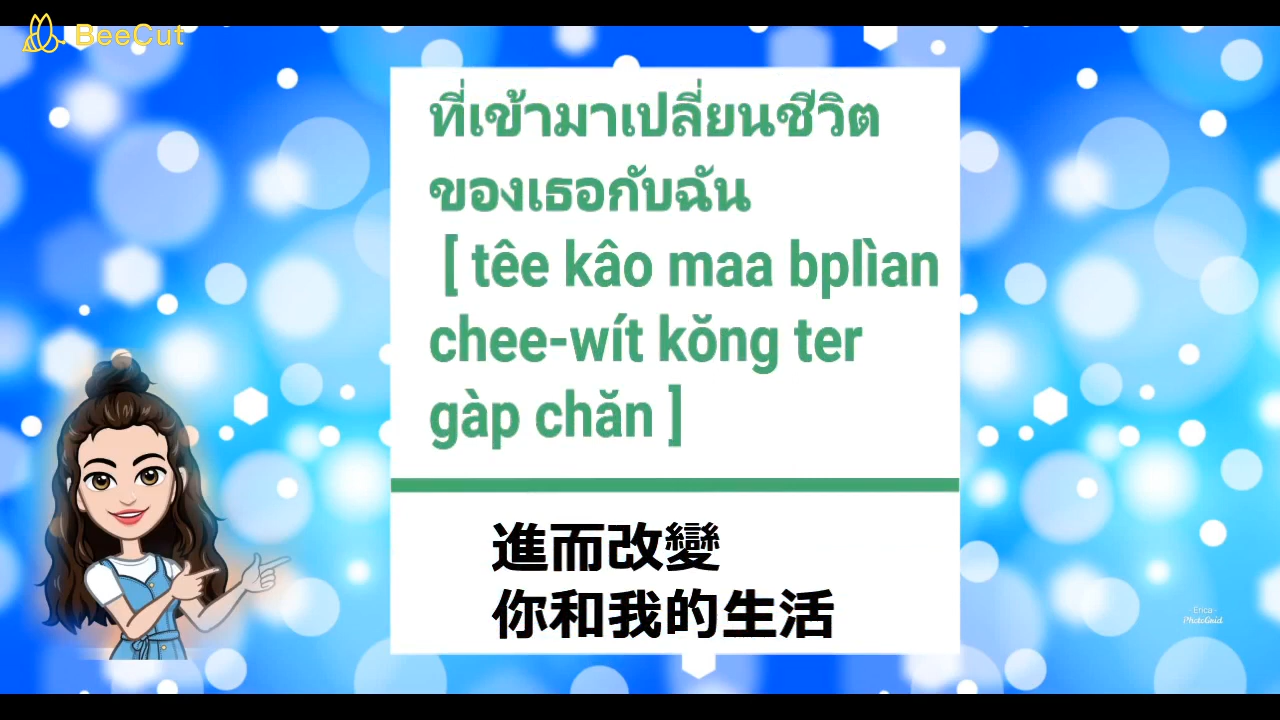 BeeCut
ที่เข้ามาเปลี่ยนชีวิต
ของเธอกับฉัน
[ têe kâo maa bplìan
chee-wít kŏng ter
gàp chăn ]
進而改變
你和我的生活
-Erica-
PhotoGrid